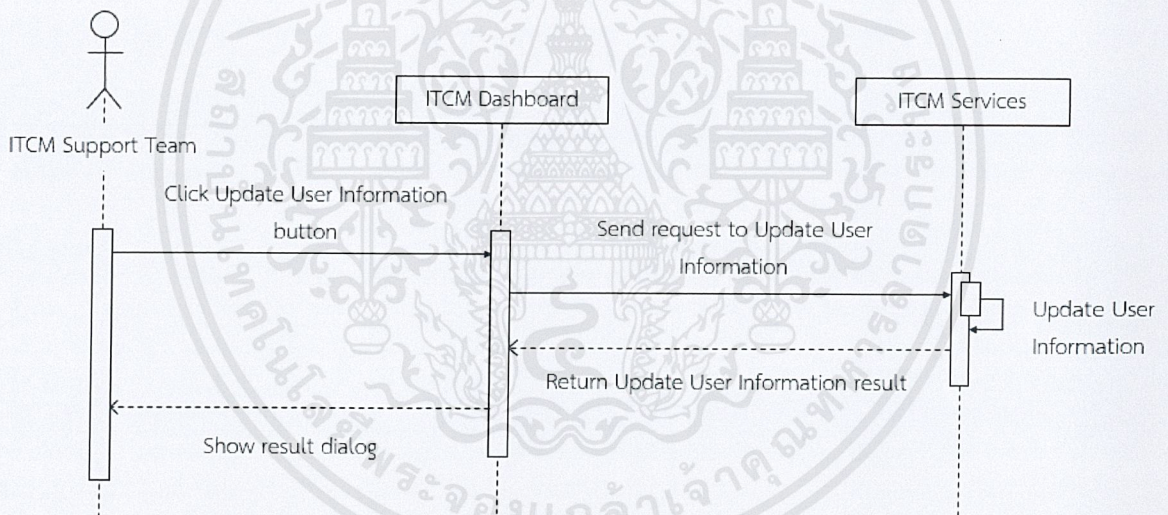 ITCM Dashboard
ITCM Services
ITCM Support Team
Click Update User Information
button
Send request to Update User
Information
Update User
Information
Return Update User Information result
Show result dialog